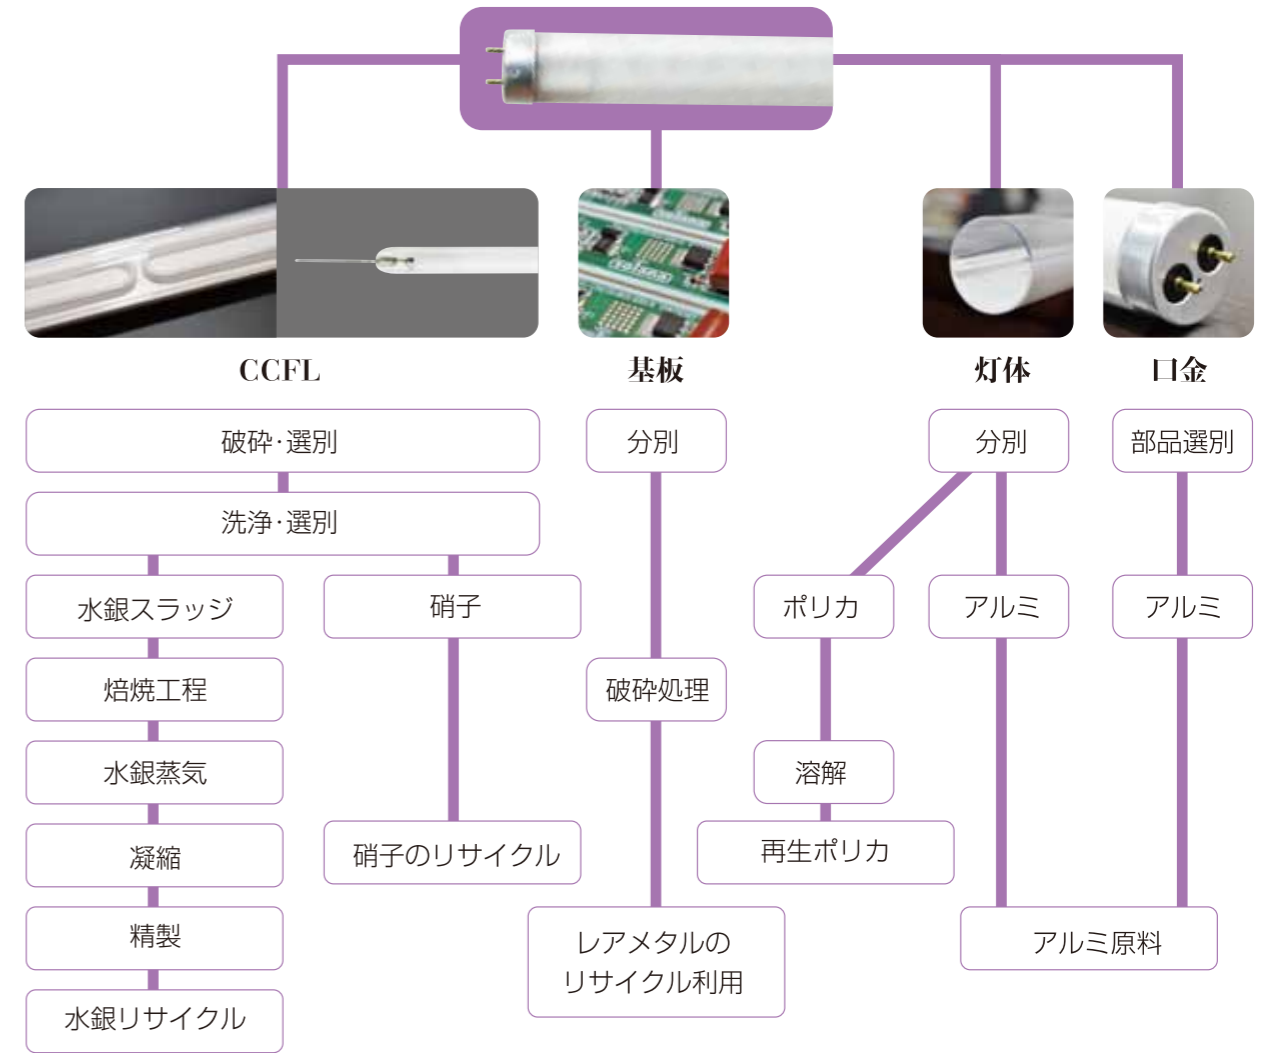 CCFL
基板
灯体
口金
破砕・選別
洗浄・選別
水銀スラッジ
焙焼工程
水銀蒸気
凝縮
精製
水銀リサイクル
硝子
硝子のリサイクル
分別
破砕処理
レアメタルの
リサイクル利用
分別
ポリカ
溶解
再生ポリカ
アルミ
部品選別
アルミ
アルミ原料